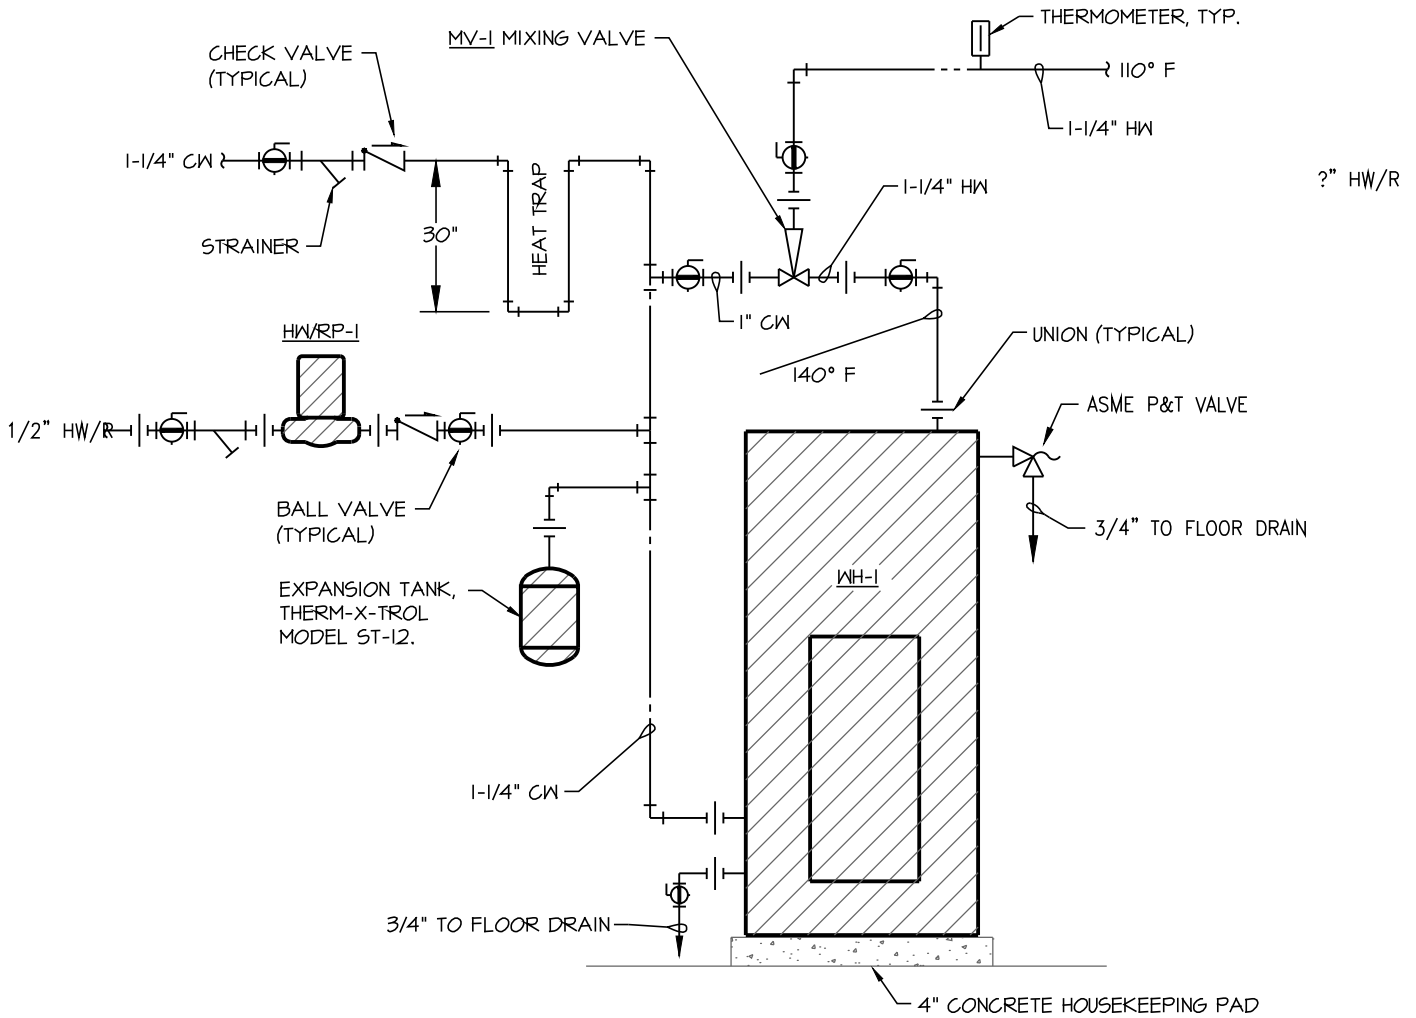 THERMOMETER, TYP.
MV-1 MIXING VALVE
CHECK VALVE
(TYPICAL)
110° F
1-1/4" HW
1-1/4" CW
?" HW/R
1-1/4" HW
HEAT TRAP
30"
STRAINER
1" CW
HW/RP-1
UNION (TYPICAL)
140° F
ASME P&T VALVE
1/2" HW/R
BALL VALVE
(TYPICAL)
3/4" TO FLOOR DRAIN
WH-1
EXPANSION TANK,
THERM-X-TROL
MODEL ST-12.
1-1/4" CW
3/4" TO FLOOR DRAIN
4" CONCRETE HOUSEKEEPING PAD